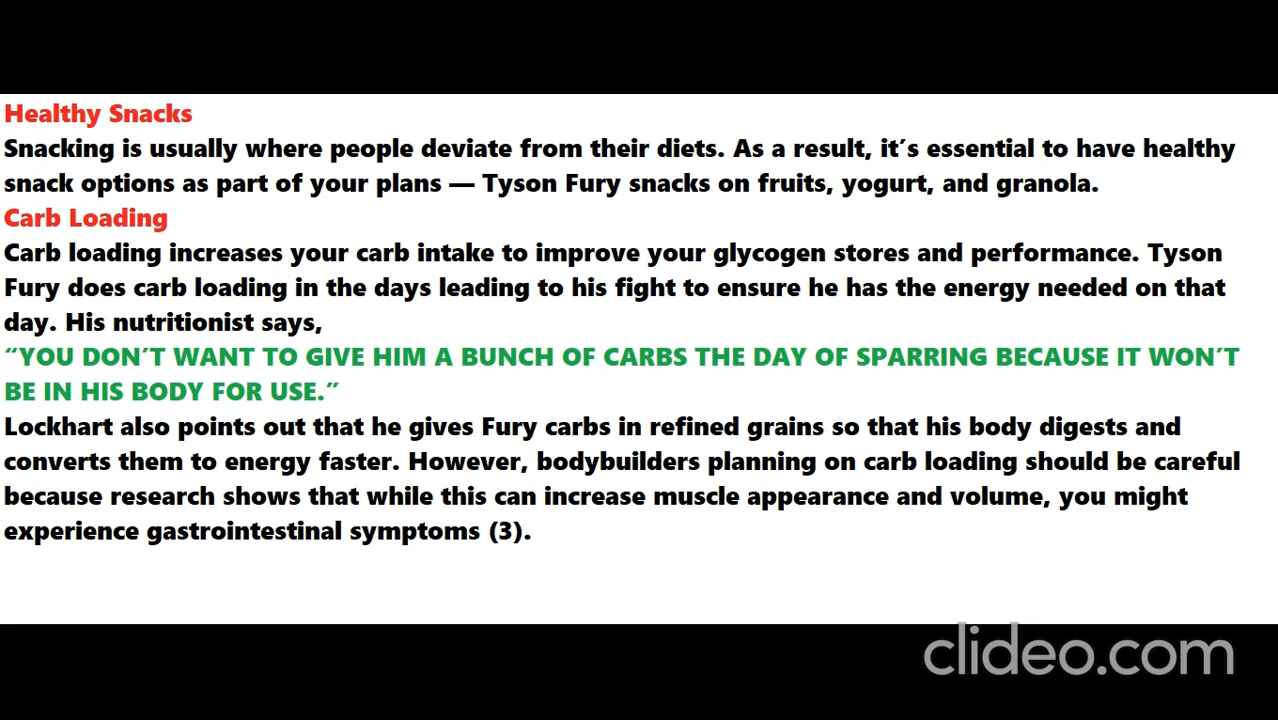 Healthy Snacks
Snacking is usually where people deviate from their diets. As a result, it’s essential to have healthy
snack options as part of your plans — Tyson Fury snacks on fruits, yogurt, and granola.
Carb Loading
Carb loading increases your carb intake to improve your glycogen stores and performance. Tyson
Fury does carb loading in the days leading to his fight to ensure he has the energy needed on that
day. His nutritionist says,
“YOU DON’T WANT TO GIVE HIM A BUNCH OF CARBS THE DAY OF SPARRING BECAUSE IT WON’T
BE IN HIS BODY FOR USE.”
Lockhart also points out that he gives Fury carbs in refined grains so that his body digests and
converts them to energy faster. However, bodybuilders planning on carb loading should be careful
because research shows that while this can increase muscle appearance and volume, you might
experience gastrointestinal symptoms (3).
clideo.com